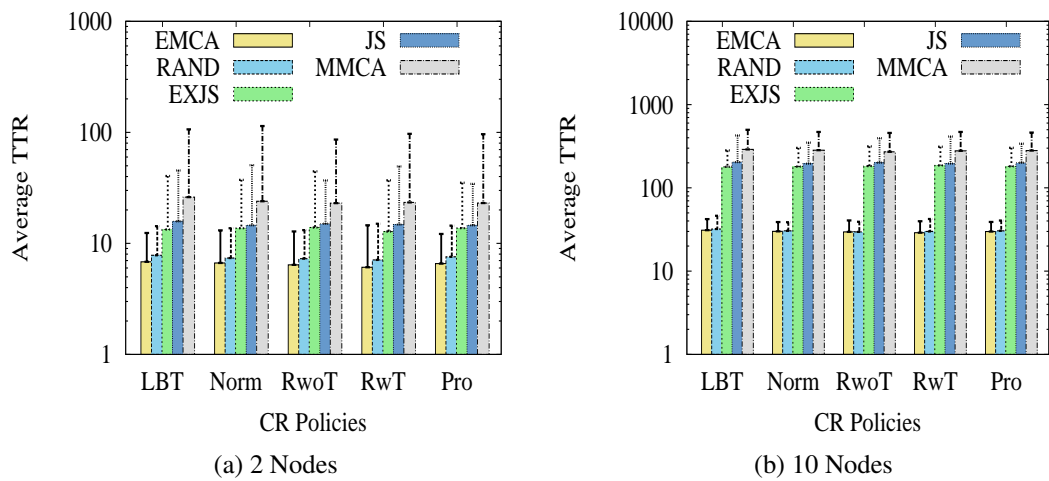 1000
100
10
1
Average TTR
EMCA
RAND
EXJS
JS
MMCA
LBT Norm RwoT RwT Pro
CR Policies
(a) 2 Nodes
10000
1000
100
10
1
Average TTR
EMCA
RAND
EXJS
JS
MMCA
LBT Norm RwoT RwT Pro
CR Policies
(b) 10 Nodes